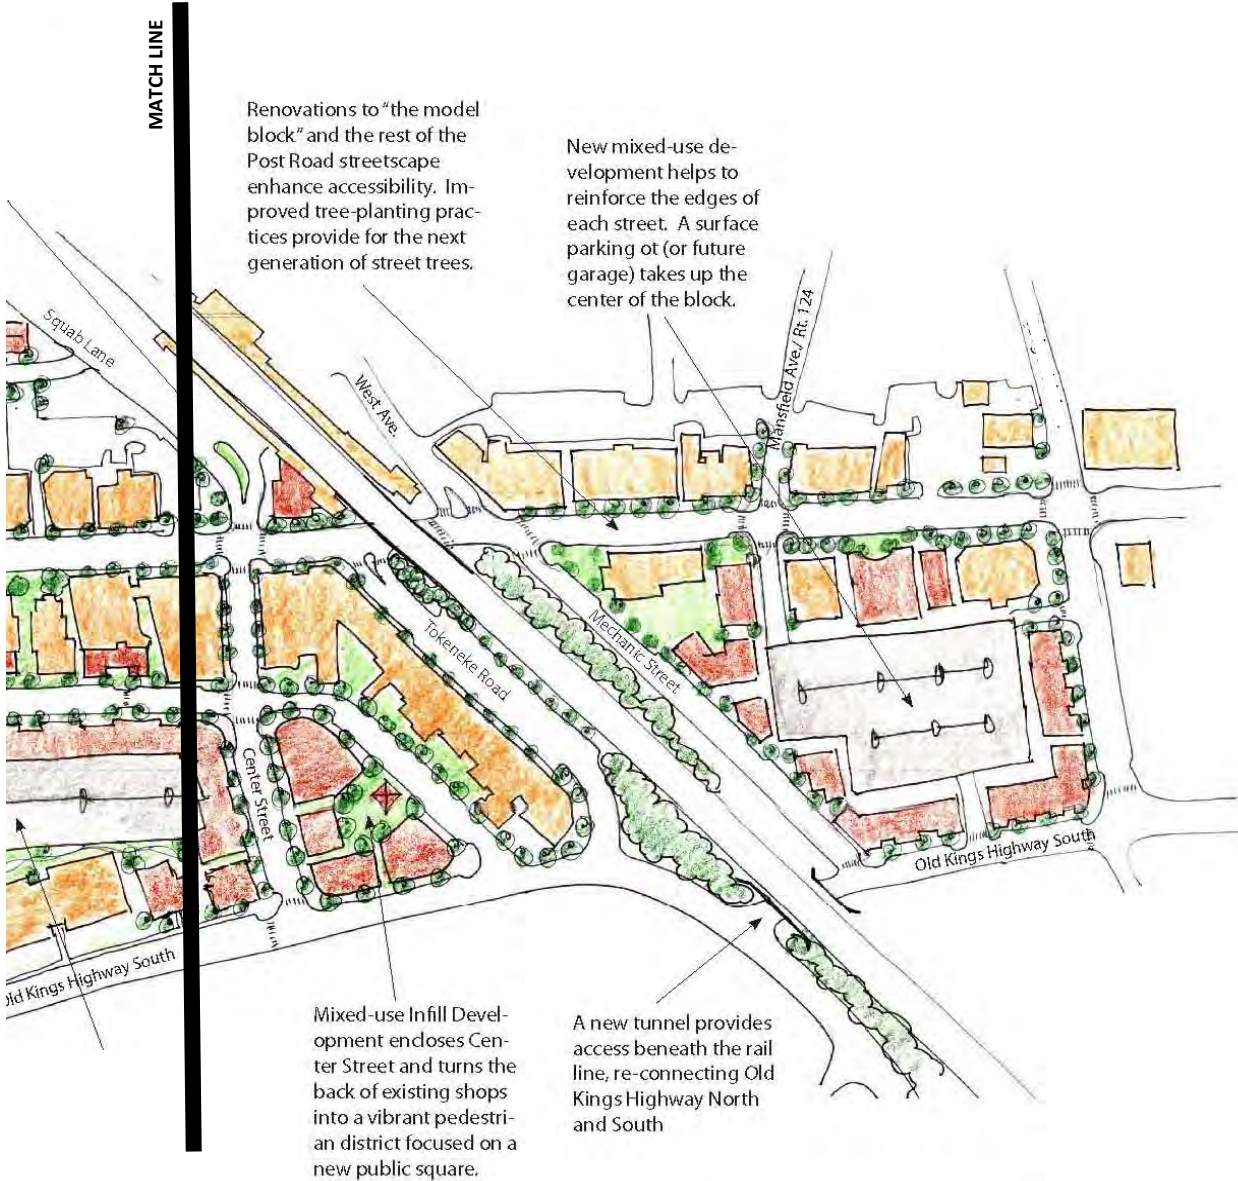 MATCH LINE
Renovations to "the model
block" and the rest of the
Post Road streetscape
enhance accessibility. Im-
proved tree-planting prac-
tices provide for the next
generation of street trees.
New mixed-use de-
velopment helps to
reinforce the edges of
each street. A surface
parking ot (or future
garage) takes up the
center of the block.
Mansfield Ave./ Rt. 124
Squab Lane
West Ave.
Mechanic Street
Tokeneke Road
Center Street
Old Kings Highway South
Old Kings Highway South
Mixed-use Infill Devel-
opment encloses Cen-
ter Street and turns the
back of existing shops
into a vibrant pedestri-
an district focused on a
new public square.
A new tunnel provides
access beneath the rail
line, re-connecting Old
Kings Highway North
and South